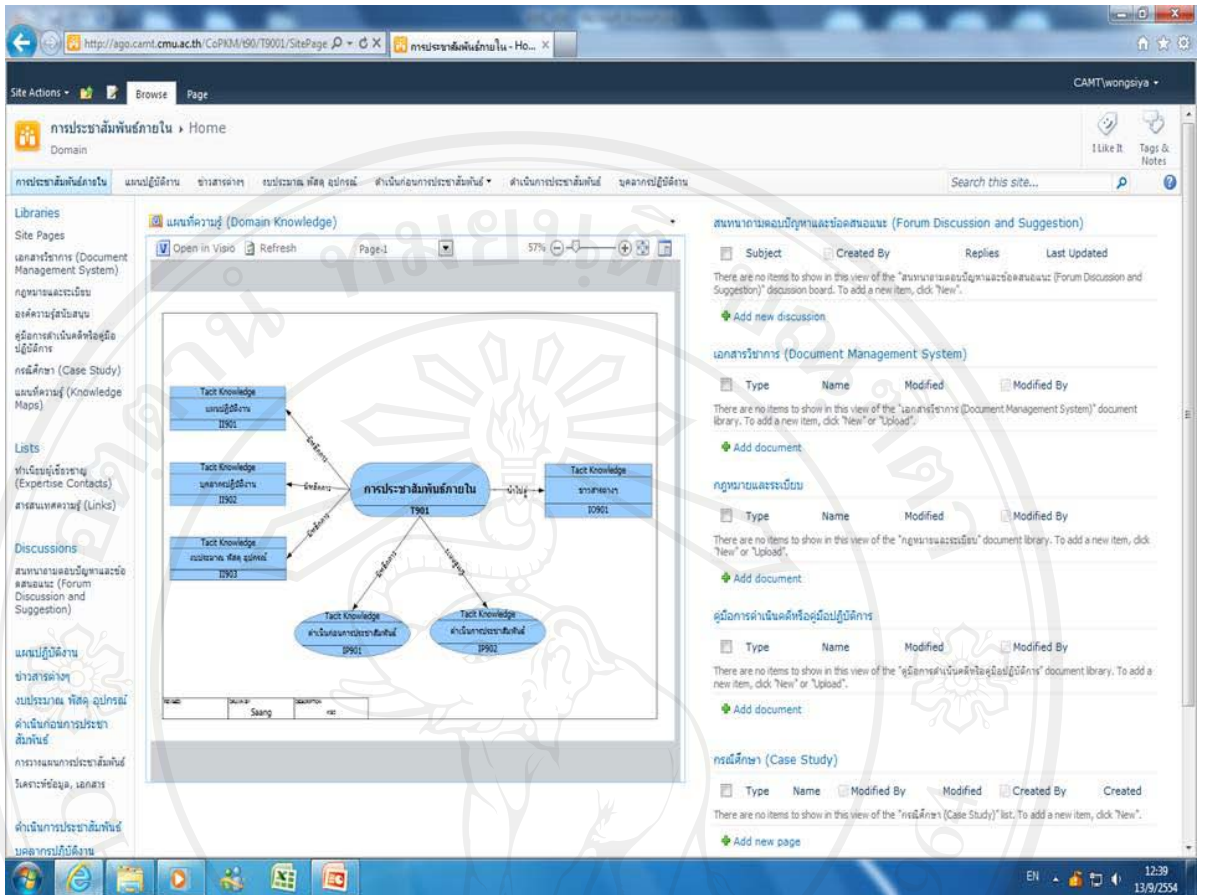 http://ago.camt.cmu.ac.th/CoPKM/t90/T9001/SitePage
การประชาสัมพันธ์ภายใน - Ho...
CAMT\wongsiya
Site Actions
Browse
Page
การประชาสัมพันธ์ภายใน › Home
Domain
I Like It
Tags & Notes
การประชาสัมพันธ์ภายใน แผนปฏิบัติงาน ข่าวสารต่างๆ งบประมาณ พัสดุ อุปกรณ์ ดำเนินก่อนการประชาสัมพันธ์ ดำเนินการประชาสัมพันธ์ บุคลากรปฏิบัติงาน
Search this site...
Libraries
Site Pages
เอกสารวิชาการ (Document
Management System)
กฎหมายและระเบียบ
องค์ความรู้สนับสนุน
คู่มือการดำเนินคดีหรือคู่มือ
ปฏิบัติการ
กรณีศึกษา (Case Study)
แผนที่ความรู้ (Knowledge
Maps)
Lists
ทำเนียบผู้เชี่ยวชาญ
(Expertise Contacts)
สารสนเทศความรู้ (Links)
Discussions
สนทนาถามตอบปัญหาและข้อ
คิดเสนอแนะ (Forum
Discussion and
Suggestion)
แผนปฏิบัติงาน
ข่าวสารต่างๆ
งบประมาณ พัสดุ อุปกรณ์
ดำเนินก่อนการประชา
สัมพันธ์
การวางแผนการประชาสัมพันธ์
วิเคราะห์ข้อมูล, เอกสาร
ดำเนินการประชาสัมพันธ์
บุคลากรปฏิบัติงาน
แผนที่ความรู้ (Domain Knowledge)
Open in Visio Refresh Page-1 57%
Tacit Knowledge
แผนปฏิบัติงาน
II901
Tacit Knowledge
บุคลากรปฏิบัติงาน
II902
Tacit Knowledge
งบประมาณ พัสดุ อุปกรณ์
II903
การประชาสัมพันธ์ภายใน
T901
นำไปสู่
Tacit Knowledge
ข่าวสารต่างๆ
IO901
Tacit Knowledge
ดำเนินก่อนการประชาสัมพันธ์
IP901
Tacit Knowledge
ดำเนินการประชาสัมพันธ์
IP902
Saang
สนทนาถามตอบปัญหาและข้อคิดเสนอแนะ (Forum Discussion and Suggestion)
Subject Created By Replies Last Updated
There are no items to show in this view of the "สนทนาถามตอบปัญหาและข้อคิดเสนอแนะ (Forum Discussion and
Suggestion)" discussion board. To add a new item, click "New".
Add new discussion
เอกสารวิชาการ (Document Management System)
Type Name Modified Modified By
There are no items to show in this view of the "เอกสารวิชาการ (Document Management System)" document
library. To add a new item, click "New" or "Upload".
Add document
กฎหมายและระเบียบ
Type Name Modified Modified By
There are no items to show in this view of the "กฎหมายและระเบียบ" document library. To add a new item, click
"New" or "Upload".
Add document
คู่มือการดำเนินคดีหรือคู่มือปฏิบัติการ
Type Name Modified Modified By
There are no items to show in this view of the "คู่มือการดำเนินคดีหรือคู่มือปฏิบัติการ" document library. To add a
new item, click "New" or "Upload".
Add document
กรณีศึกษา (Case Study)
Type Name Modified By Modified Created By Created
There are no items to show in this view of the "กรณีศึกษา (Case Study)" list. To add a new item, click "New".
Add new page
EN
12:39
13/9/2554